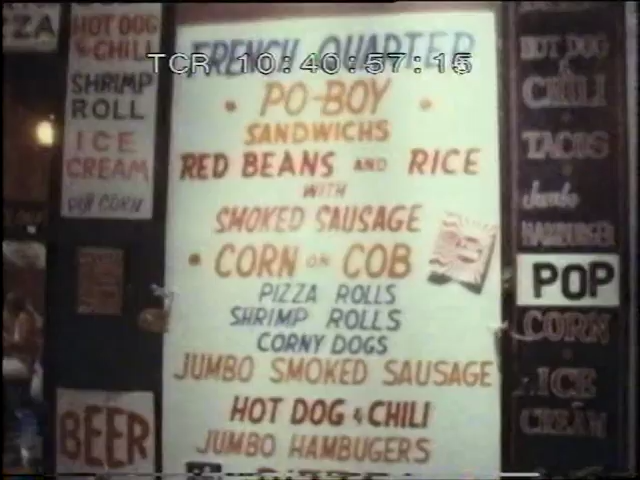 ZA
HOT DOG
& CHILI
SHRIMP
ROLL
ICE
CREAM
CORN
BEER
TCR 10:40:57:15
FRENCH QUARTER
• PO-BOY •
SANDWICHS
RED BEANS AND RICE
WITH
SMOKED SAUSAGE
• CORN ON COB
PIZZA ROLLS
SHRIMP ROLLS
CORNY DOGS
JUMBO SMOKED SAUSAGE
HOT DOG & CHILI
JUMBO HAMBUGERS
HOT DOG
&
CHILI
TACOS
Jumbo
HAMBURGER
POP
CORN
ICE
CREAM